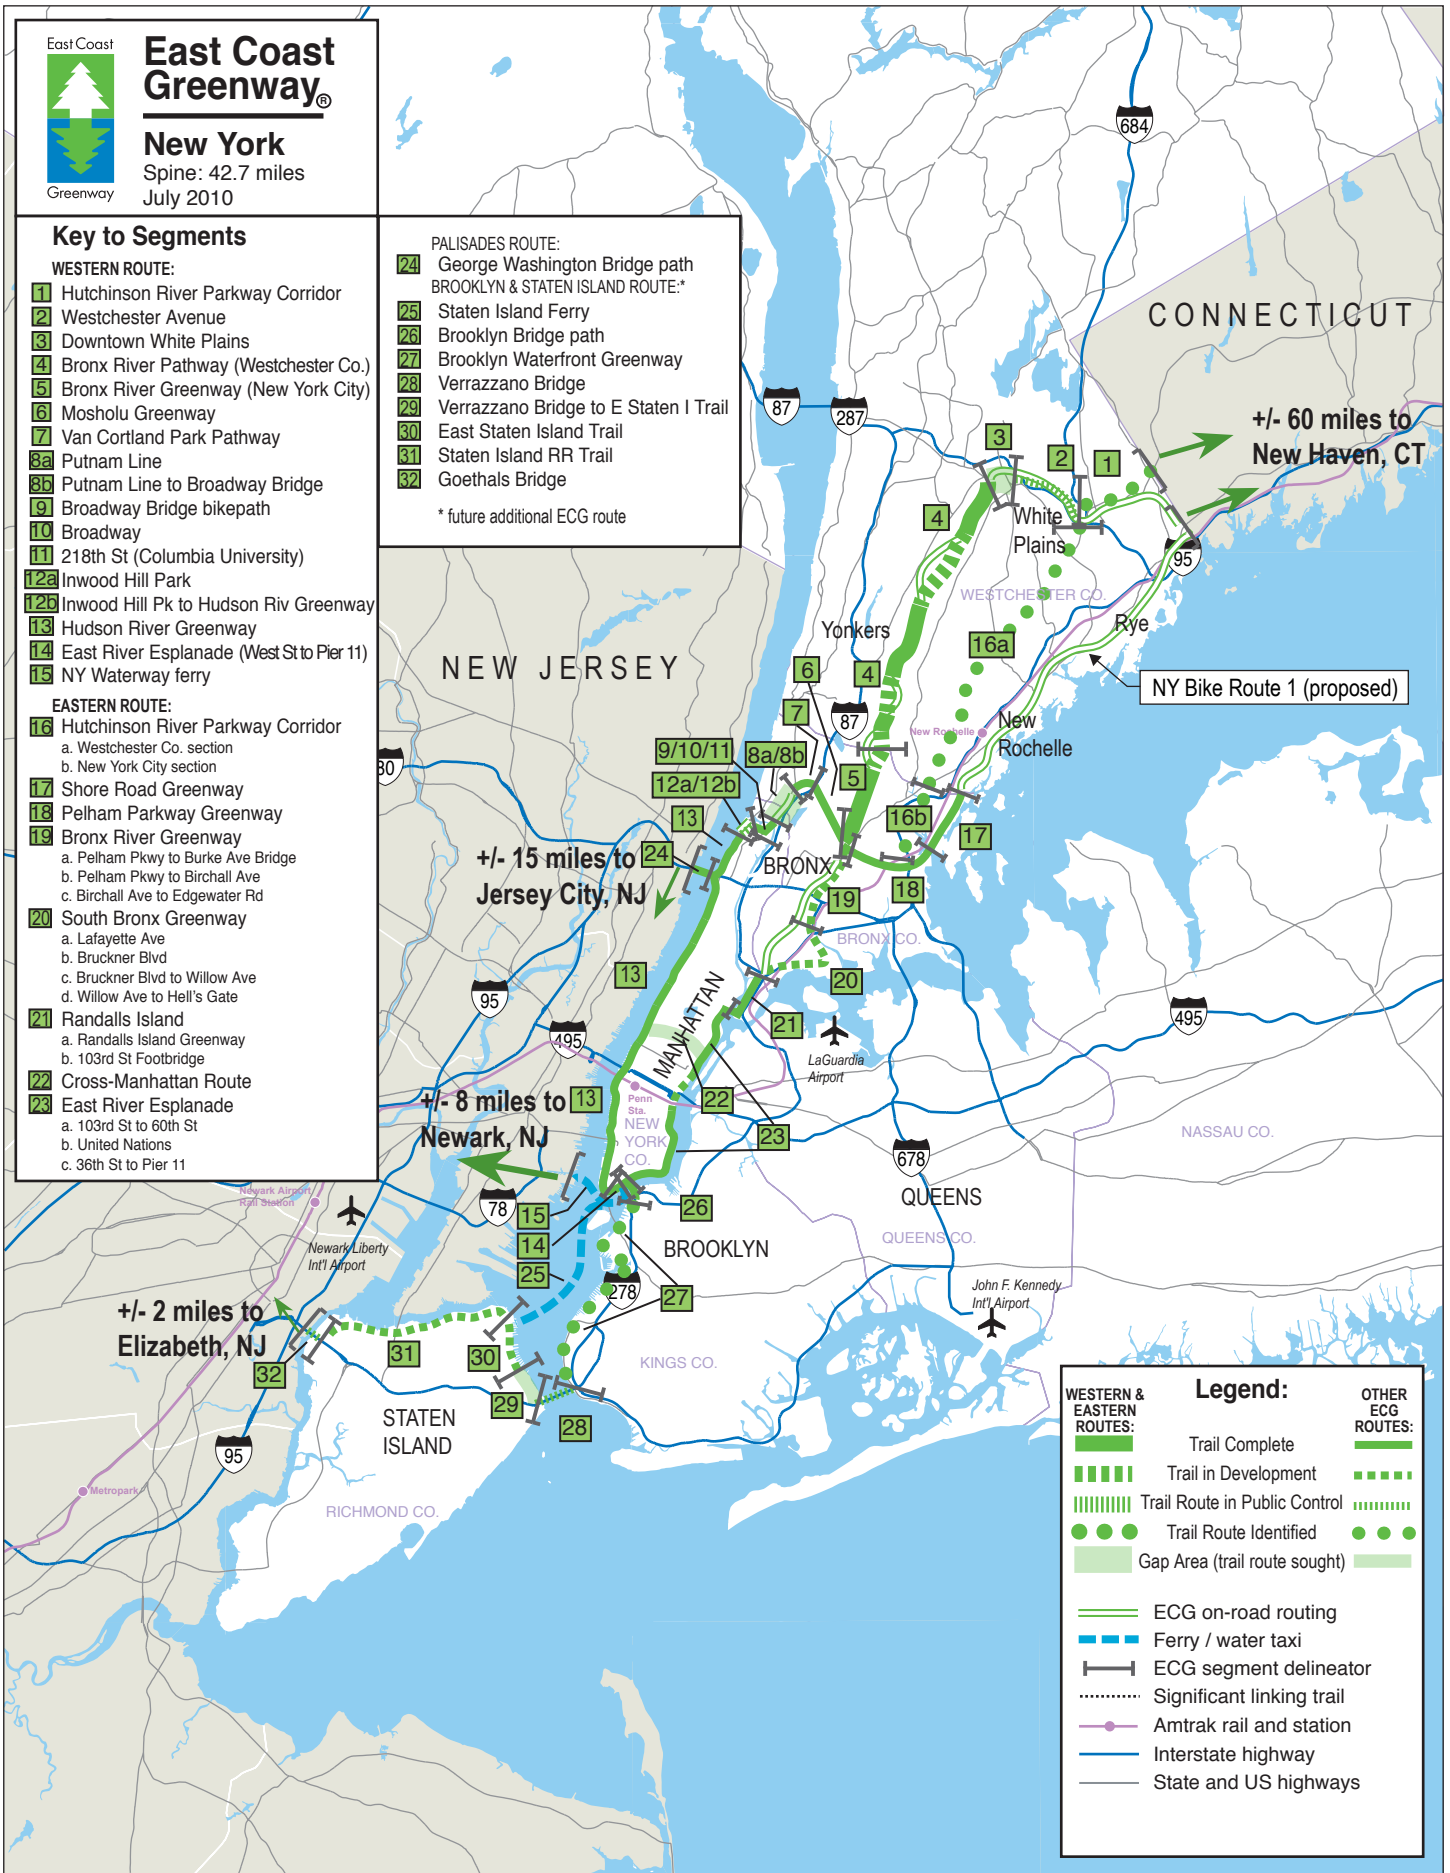 East Coast
Greenway
East Coast
Greenway®
New York
Spine: 42.7 miles
July 2010
Key to Segments
WESTERN ROUTE:
1 Hutchinson River Parkway Corridor
2 Westchester Avenue
3 Downtown White Plains
4 Bronx River Pathway (Westchester Co.)
5 Bronx River Greenway (New York City)
6 Mosholu Greenway
7 Van Cortland Park Pathway
8a Putnam Line
8b Putnam Line to Broadway Bridge
9 Broadway Bridge bikepath
10 Broadway
11 218th St (Columbia University)
12a Inwood Hill Park
12b Inwood Hill Pk to Hudson Riv Greenway
13 Hudson River Greenway
14 East River Esplanade (West St to Pier 11)
15 NY Waterway ferry
EASTERN ROUTE:
16 Hutchinson River Parkway Corridor
a. Westchester Co. section
b. New York City section
17 Shore Road Greenway
18 Pelham Parkway Greenway
19 Bronx River Greenway
a. Pelham Pkwy to Burke Ave Bridge
b. Pelham Pkwy to Birchall Ave
c. Birchall Ave to Edgewater Rd
20 South Bronx Greenway
a. Lafayette Ave
b. Bruckner Blvd
c. Bruckner Blvd to Willow Ave
d. Willow Ave to Hell's Gate
21 Randalls Island
a. Randalls Island Greenway
b. 103rd St Footbridge
22 Cross-Manhattan Route
23 East River Esplanade
a. 103rd St to 60th St
b. United Nations
c. 36th St to Pier 11
PALISADES ROUTE:
24 George Washington Bridge path
BROOKLYN & STATEN ISLAND ROUTE:*
25 Staten Island Ferry
26 Brooklyn Bridge path
27 Brooklyn Waterfront Greenway
28 Verrazzano Bridge
29 Verrazzano Bridge to E Staten I Trail
30 East Staten Island Trail
31 Staten Island RR Trail
32 Goethals Bridge
* future additional ECG route
684
CONNECTICUT
87
287
+/- 60 miles to
New Haven, CT
3
2
1
4
White
Plains
95
WESTCHESTER CO.
Yonkers
Rye
16a
NEW JERSEY
6
4
NY Bike Route 1 (proposed)
7
87
New Rochelle
New
Rochelle
9/10/11
8a/8b
80
12a/12b
5
13
16b
17
+/- 15 miles to
Jersey City, NJ
24
BRONX
18
19
BRONX CO.
13
20
95
495
MANHATTAN
21
495
LaGuardia
Airport
+/- 8 miles to
Newark, NJ
13
Penn
Sta.
22
NEW
YORK
CO.
23
NASSAU CO.
678
QUEENS
Newark Airport
Rail Station
78
15
26
14
BROOKLYN
QUEENS CO.
Newark Liberty
Int'l Airport
25
278
27
John F. Kennedy
Int'l Airport
+/- 2 miles to
Elizabeth, NJ
31
30
KINGS CO.
32
29
28
STATEN
ISLAND
95
Metropark
RICHMOND CO.
Legend:
WESTERN &
EASTERN
ROUTES:
OTHER
ECG
ROUTES:
Trail Complete
Trail in Development
Trail Route in Public Control
Trail Route Identified
Gap Area (trail route sought)
ECG on-road routing
Ferry / water taxi
ECG segment delineator
Significant linking trail
Amtrak rail and station
Interstate highway
State and US highways